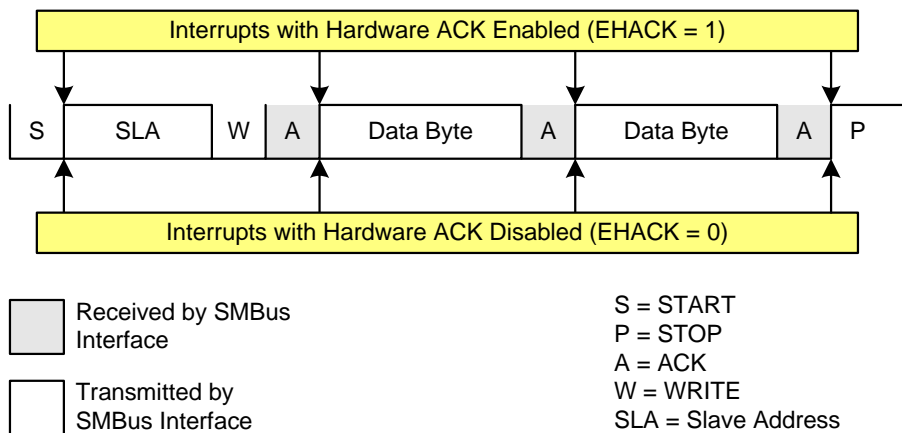 Interrupts with Hardware ACK Enabled (EHACK = 1)
S SLA W A Data Byte A Data Byte A P
Interrupts with Hardware ACK Disabled (EHACK = 0)
Received by SMBus
Interface
Transmitted by
SMBus Interface
S = START
P = STOP
A = ACK
W = WRITE
SLA = Slave Address